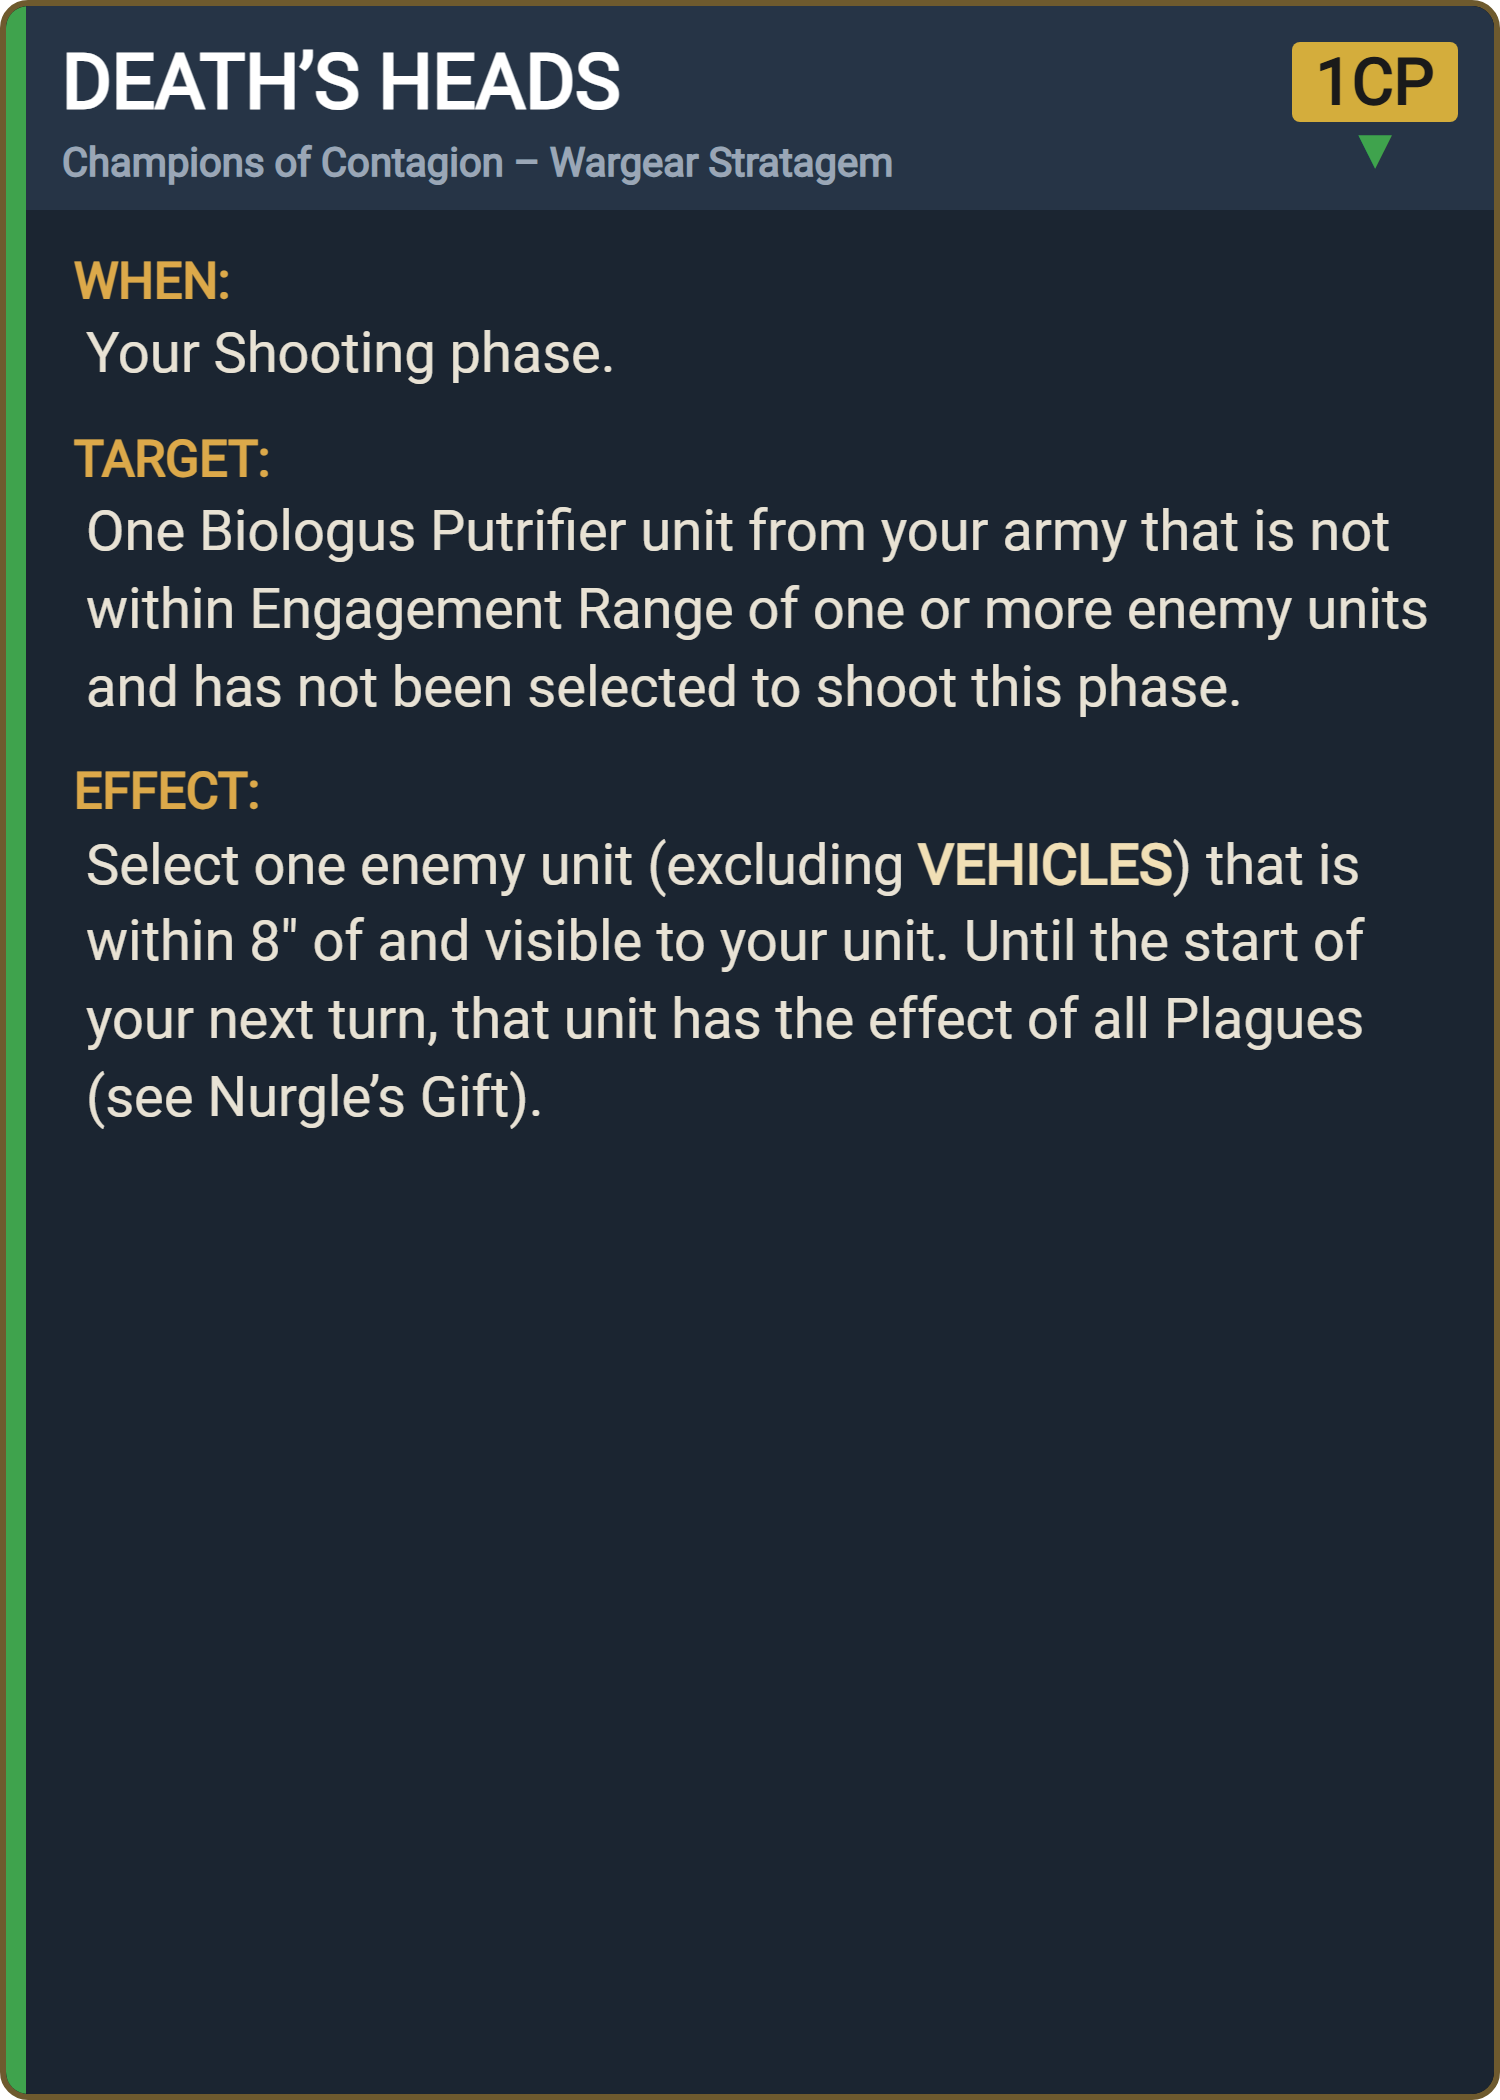 DEATH’S HEADS
1CP
Champions of Contagion – Wargear Stratagem
WHEN:
Your Shooting phase.
TARGET:
One Biologus Putrifier unit from your army that is not
within Engagement Range of one or more enemy units
and has not been selected to shoot this phase.
EFFECT:
Select one enemy unit (excluding VEHICLES) that is
within 8" of and visible to your unit. Until the start of
your next turn, that unit has the effect of all Plagues
(see Nurgle’s Gift).